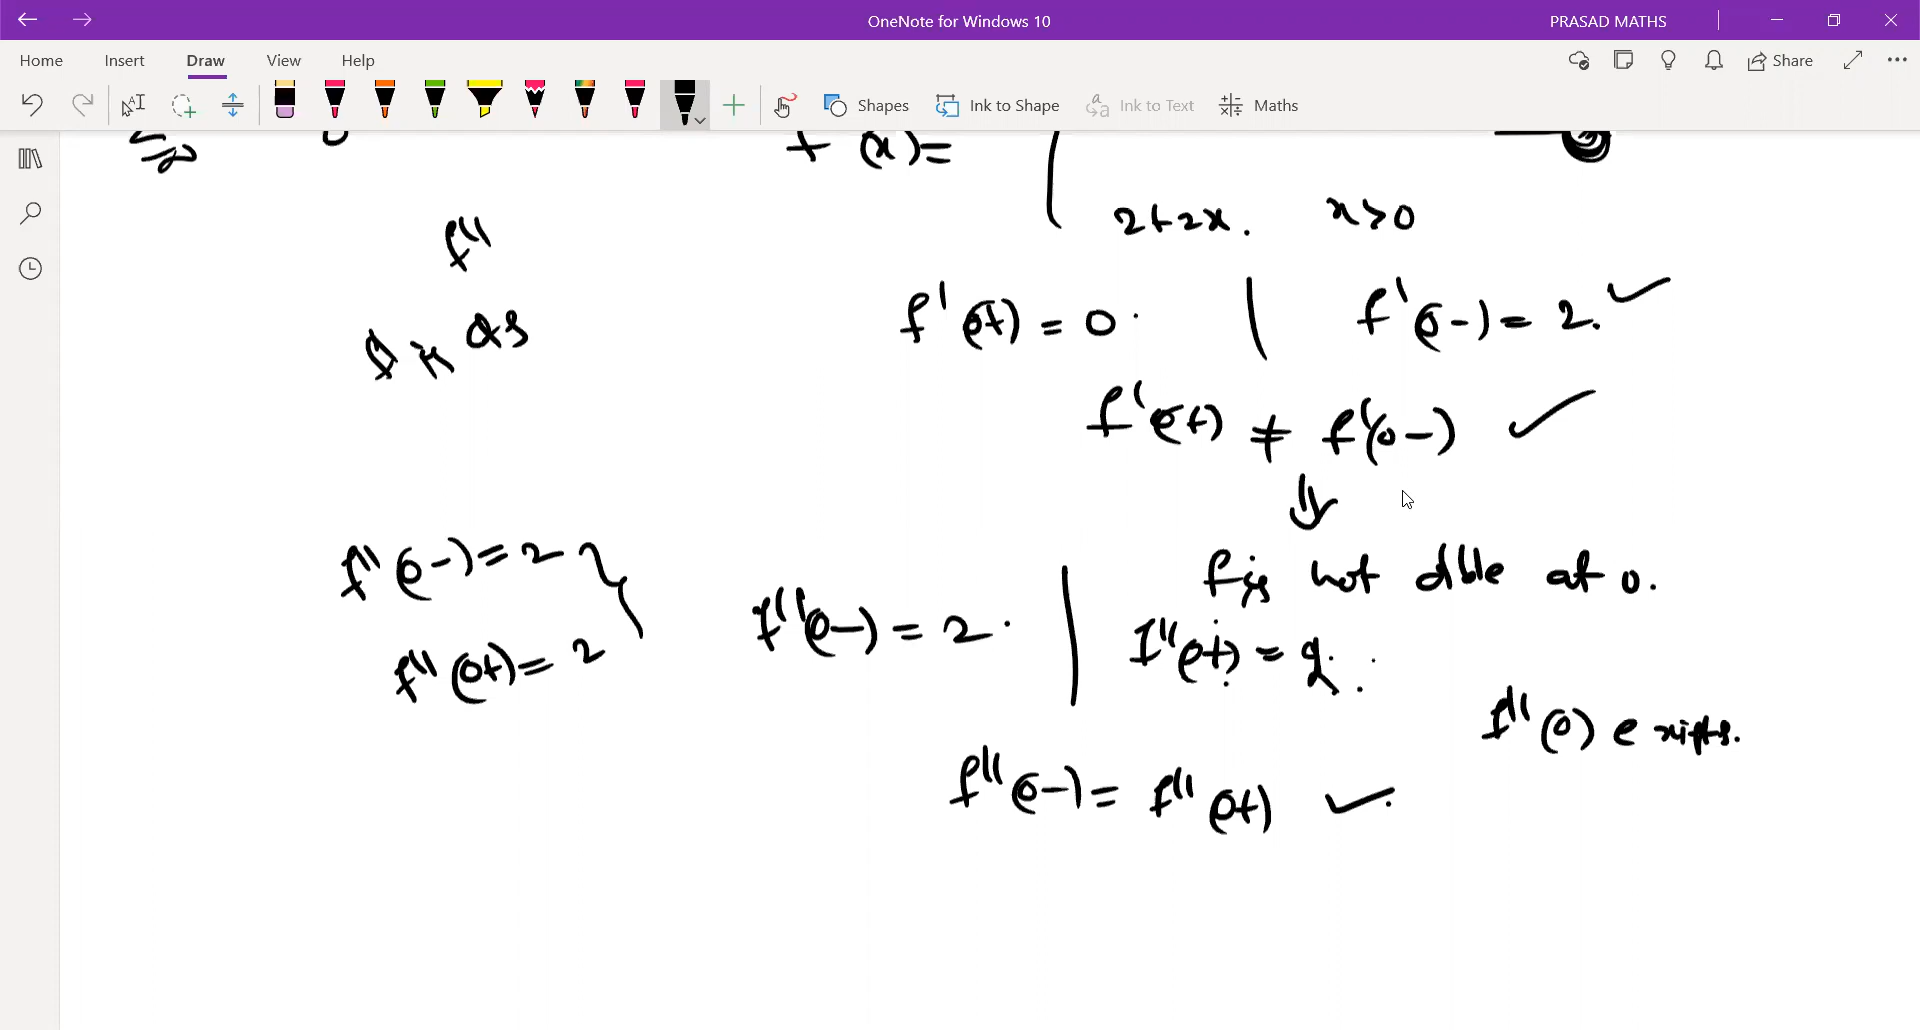 OneNote for Windows 10
PRASAD MATHS
Home Insert Draw View Help
Share
Shapes Ink to Shape Ink to Text Maths
f'(x)=
2+2x. x>0
f''
f'(0+) = 0. | f'(0-) = 2.
f'(0+) ≠ f'(0-)
⇓
f is not dble at 0.
f''(0-) = 2
f''(0+) = 2
f''(0-) = 2. | f''(0+) = 2.
f''(0) exists.
f''(0-) = f''(0+)